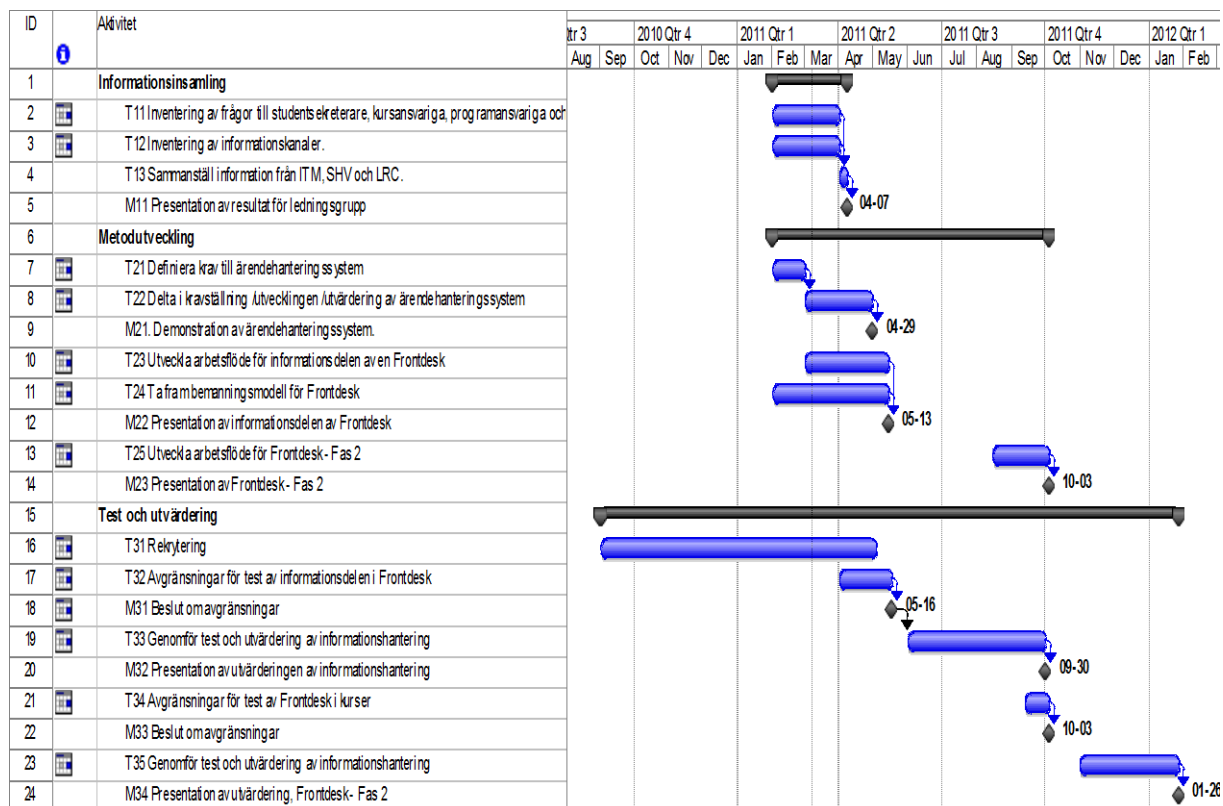 ID Aktivitet
tr 3 2010 Qtr 4 2011 Qtr 1 2011 Qtr 2 2011 Qtr 3 2011 Qtr 4 2012 Qtr 1
Aug Sep Oct Nov Dec Jan Feb Mar Apr May Jun Jul Aug Sep Oct Nov Dec Jan Feb
1 Informationsinsamling
2 T11 Inventering av frågor till studentsekreterare, kursansvariga, programansvariga och
3 T12 Inventering av informationskanaler.
4 T13 Sammanställ information från ITM, SHV och LRC.
5 M11 Presentation av resultat för ledningsgrupp 04-07
6 Metodutveckling
7 T21 Definiera krav till ärendehanteringssystem
8 T22 Delta i kravställning /utvecklingen /utvärdering av ärendehanteringssystem
9 M21. Demonstration av ärendehanteringssystem. 04-29
10 T23 Utveckla arbetsflöde för informationsdelen av en Frontdesk
11 T24 Ta fram bemanningsmodell för Frontdesk
12 M22 Presentation av informationsdelen av Frontdesk 05-13
13 T25 Utveckla arbetsflöde för Frontdesk - Fas 2
14 M23 Presentation av Frontdesk - Fas 2 10-03
15 Test och utvärdering
16 T31 Rekrytering
17 T32 Avgränsningar för test av informationsdelen i Frontdesk
18 M31 Beslut om avgränsningar 05-16
19 T33 Genomför test och utvärdering av informationshantering
20 M32 Presentation av utvärderingen av informationshantering 09-30
21 T34 Avgränsningar för test av Frontdesk i kurser
22 M33 Beslut om avgränsningar 10-03
23 T35 Genomför test och utvärdering av informationshantering
24 M34 Presentation av utvärdering, Frontdesk - Fas 2 01-26